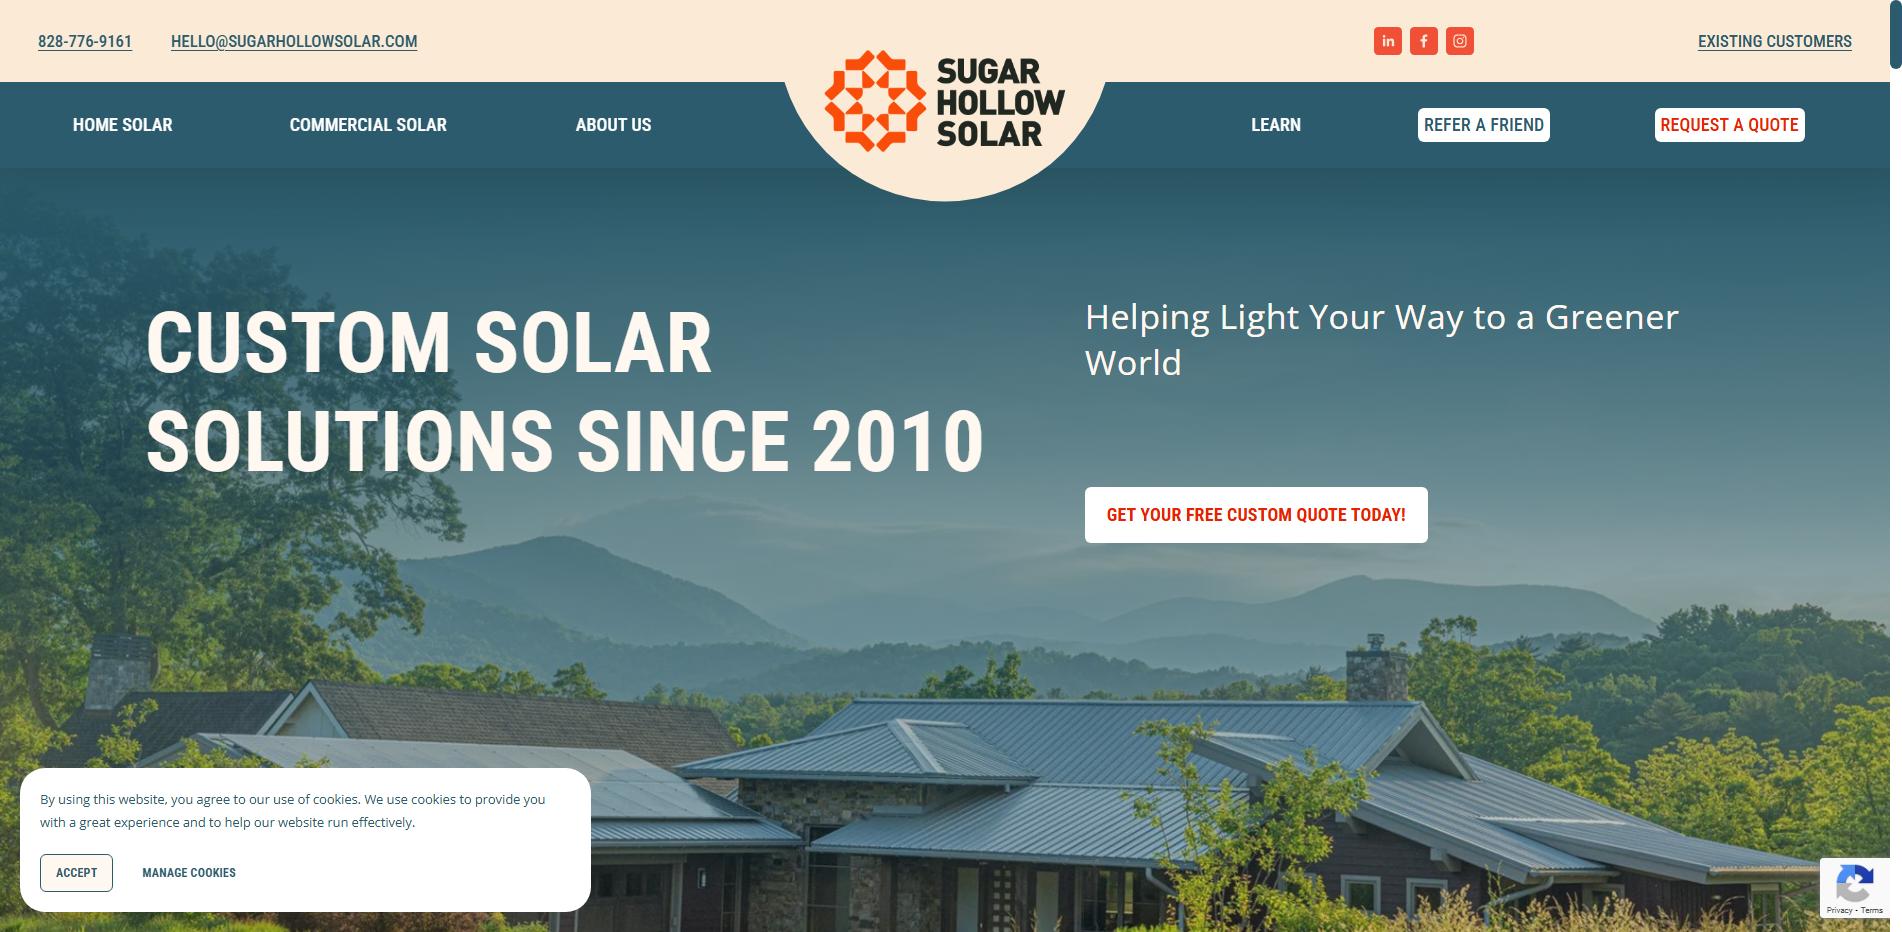 828-776-9161
HELLO@SUGARHOLLOWSOLAR.COM
EXISTING CUSTOMERS
HOME SOLAR
COMMERCIAL SOLAR
ABOUT US
SUGAR
HOLLOW
SOLAR
LEARN
REFER A FRIEND
REQUEST A QUOTE
CUSTOM SOLAR
SOLUTIONS SINCE 2010
Helping Light Your Way to a Greener
World
GET YOUR FREE CUSTOM QUOTE TODAY!
By using this website, you agree to our use of cookies. We use cookies to provide you
with a great experience and to help our website run effectively.
ACCEPT
MANAGE COOKIES
Privacy • Terms